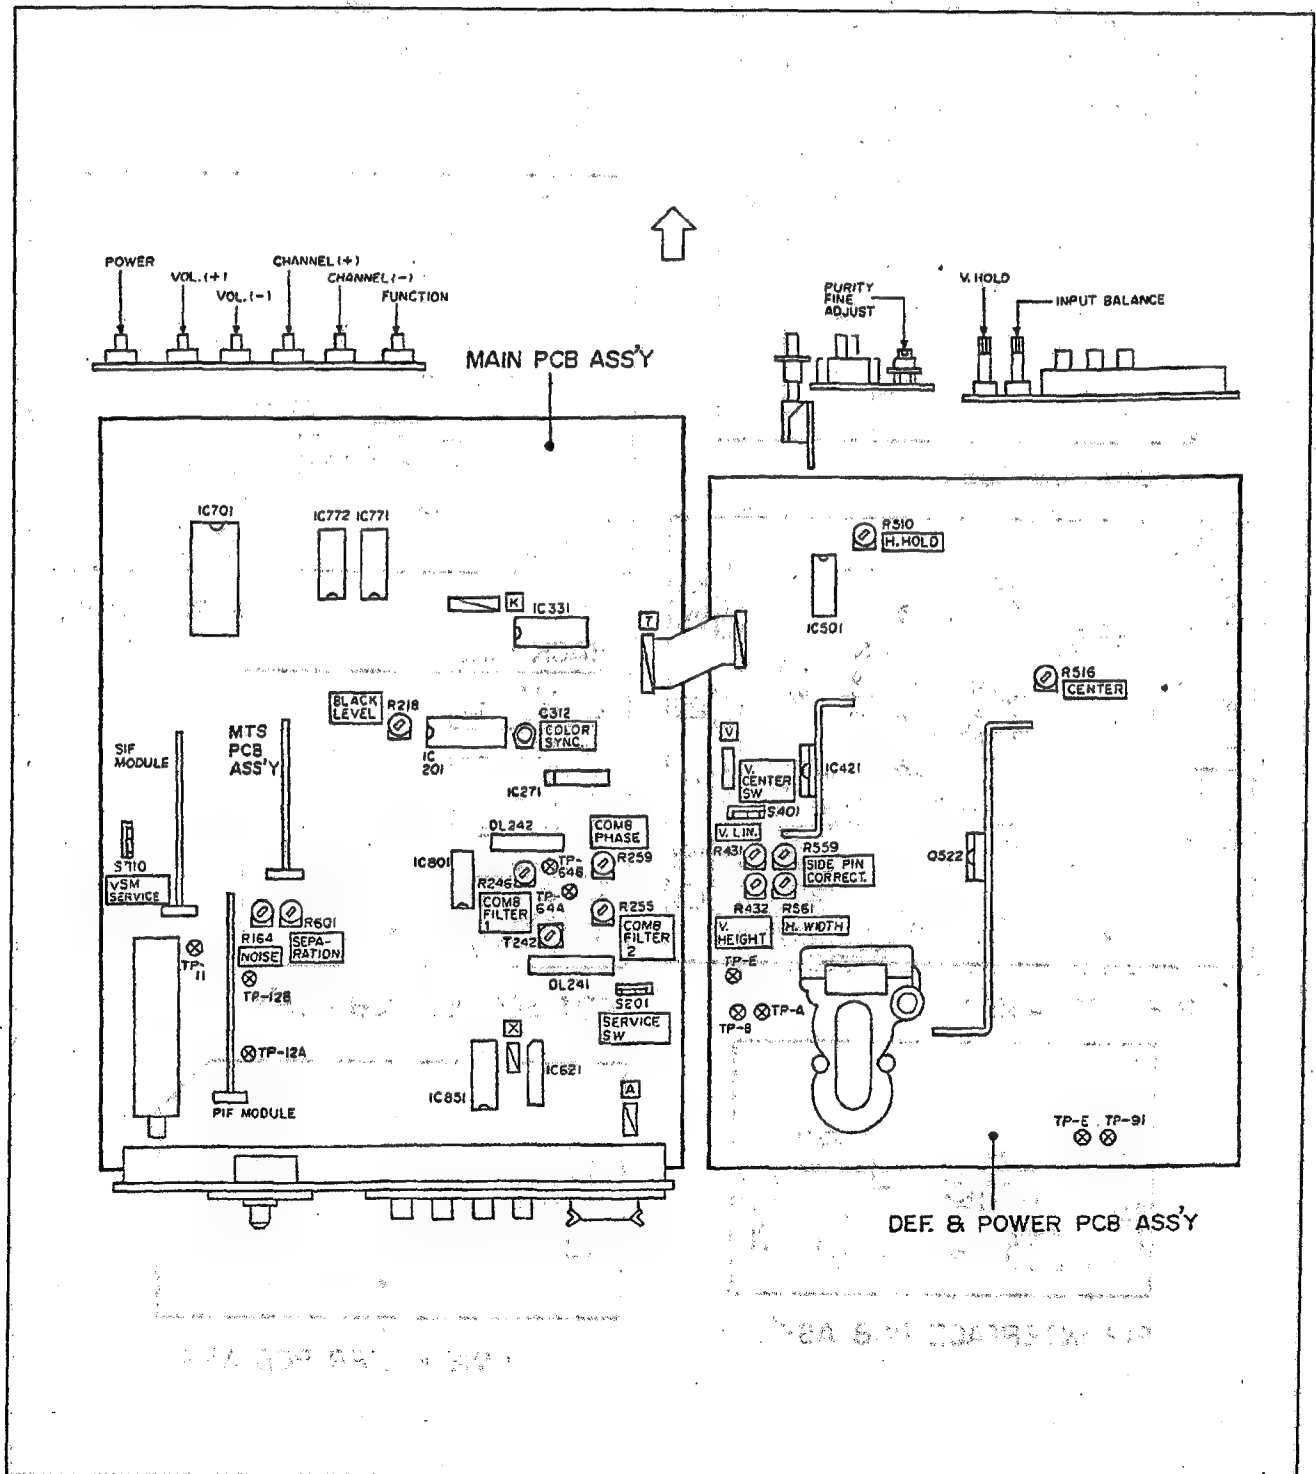 POWER
VOL.(+)
VOL.(-)
CHANNEL(+)
CHANNEL(-)
FUNCTION
PURITY
FINE
ADJUST
V.HOLD
INPUT BALANCE
MAIN PCB ASS'Y
IC701
IC772
IC771
K
IC331
T
R510
H.HOLD
IC501
R516
CENTER
BLACK
LEVEL
R218
C312
COLOR
SYNC.
IC
201
IC271
SIF
MODULE
MTS
PCB
ASS'Y
V
V.
CENTER
SW
IC421
S401
V.LIN.
R431
R559
SIDE PIN
CORRECT.
Q522
R432
R561
V.
HEIGHT
H.WIDTH
DL242
COMB
PHASE
IC801
TP-
64B
R259
R246
TP-
64A
COMB
FILTER
1
R255
COMB
FILTER
2
T242
DL241
S710
VSM
SERVICE
R164
NOISE
R601
SEPA-
RATION
TP-
11
TP-12B
TP-12A
S201
SERVICE
SW
X
IC851
IC621
A
PIF MODULE
TP-E
TP-B
TP-A
TP-E
TP-91
DEF. & POWER PCB ASS'Y